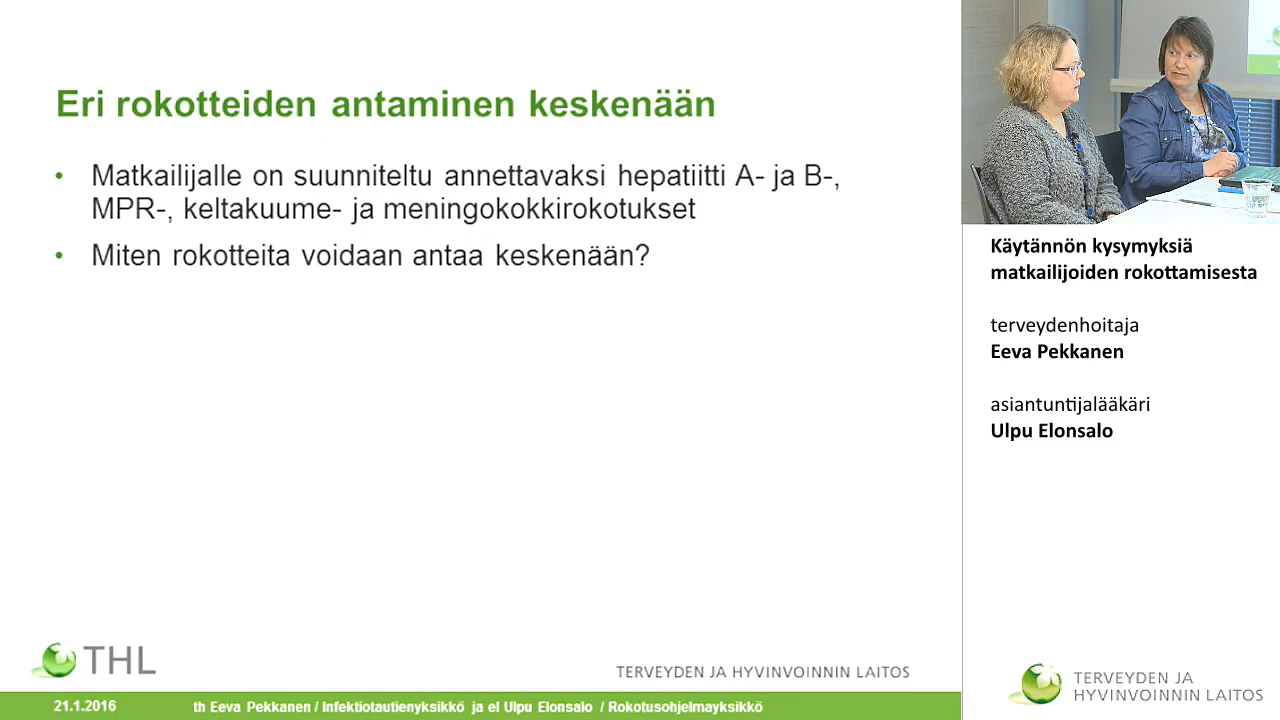 Eri rokotteiden antaminen keskenään
• Matkailijalle on suunniteltu annettavaksi hepatiitti A- ja B-,
MPR-, keltakuume- ja meningokokkirokotukset
• Miten rokotteita voidaan antaa keskenään?
THL
TERVEYDEN JA HYVINVOINNIN LAITOS
21.1.2016 th Eeva Pekkanen / Infektiotautienyksikkö ja el Ulpu Elonsalo / Rokotusohjelmayksikkö
Käytännön kysymyksiä
matkailijoiden rokottamisesta
terveydenhoitaja
Eeva Pekkanen
asiantuntijalääkäri
Ulpu Elonsalo
TERVEYDEN JA
HYVINVOINNIN LAITOS